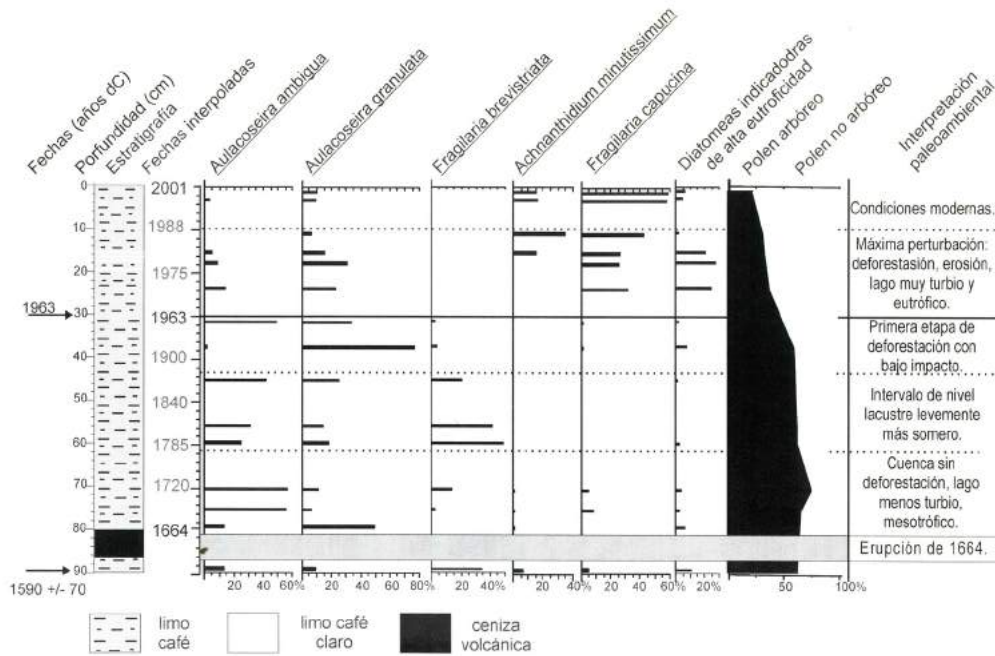 Fechas (años dC)
Porfundidad (cm)
Estratigrafía
Fechas interpoladas
Aulacoseira ambigua
Aulacoseira granulata
Fragilaria brevistriata
Achnanthidium minutissimum
Fragilaria capucina
Diatomeas indicadodras
de alta eutroficidad
Polen arbóreo
Polen no arbóreo
Interpretación
paleoambiental
0
10
20
30
40
50
60
70
80
90
1963
1590 +/- 70
2001
1988
1975
1963
1900
1840
1785
1720
1664
Condiciones modernas.
Máxima perturbación:
deforestasión, erosión,
lago muy turbio y
eutrófico.
Primera etapa de
deforestación con
bajo impacto.
Intervalo de nivel
lacustre levemente
más somero.
Cuenca sin
deforestación, lago
menos turbio,
mesotrófico.
Erupción de 1664.
20 40 60%
20 40 60 80%
20 40%
20 40%
20 40 60%
20%
50 100%
limo
café
limo café
claro
ceniza
volcánica